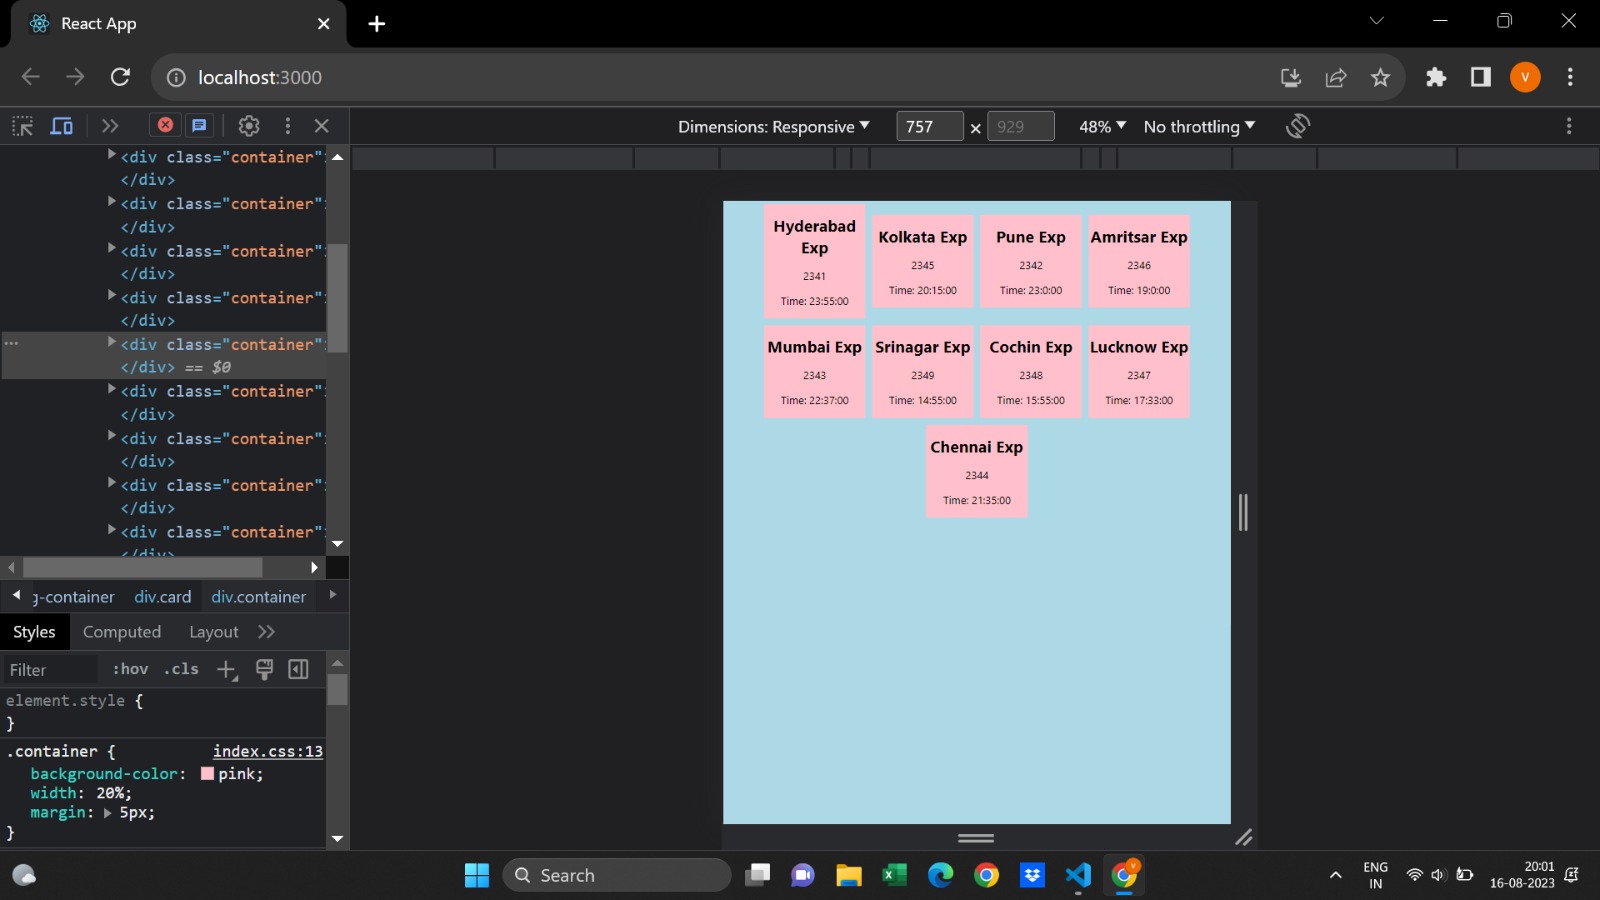 React App
localhost:3000
V
Dimensions: Responsive
757 × 929
48%
No throttling
<div class="container"
</div>
<div class="container"
</div>
<div class="container"
</div>
<div class="container"
</div>
<div class="container"
</div> == $0
<div class="container"
</div>
<div class="container"
</div>
<div class="container"
</div>
<div class="container"
</div>
g-container div.card div.container
Styles Computed Layout
Filter :hov .cls
element.style {
}
.container { index.css:13
background-color: pink;
width: 20%;
margin: 5px;
}
Hyderabad
Exp
2341
Time: 23:55:00
Kolkata Exp
2345
Time: 20:15:00
Pune Exp
2342
Time: 23:0:00
Amritsar Exp
2346
Time: 19:0:00
Mumbai Exp
2343
Time: 22:37:00
Srinagar Exp
2349
Time: 14:55:00
Cochin Exp
2348
Time: 15:55:00
Lucknow Exp
2347
Time: 17:33:00
Chennai Exp
2344
Time: 21:35:00
Search
ENG
IN
20:01
16-08-2023